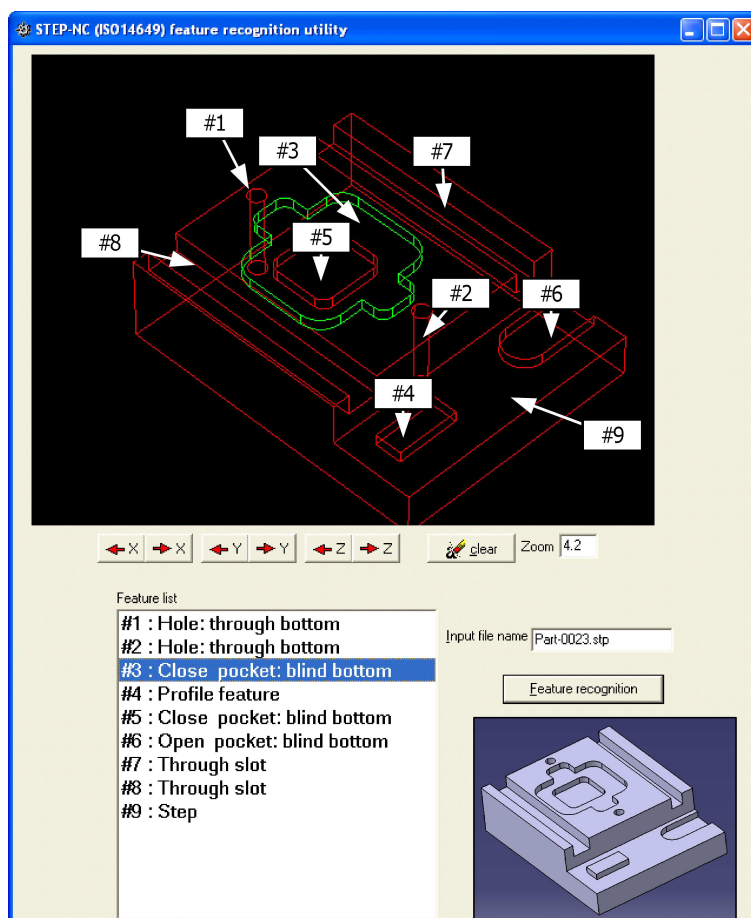 STEP-NC (ISO14649) feature recognition utility
#1
#3
#7
#5
#8
#2
#6
#4
#9
X X Y Y Z Z clear Zoom 4.2
Feature list
#1 : Hole: through bottom
#2 : Hole: through bottom
#3 : Close pocket: blind bottom
#4 : Profile feature
#5 : Close pocket: blind bottom
#6 : Open pocket: blind bottom
#7 : Through slot
#8 : Through slot
#9 : Step
Input file name Part-0023.stp
Feature recognition